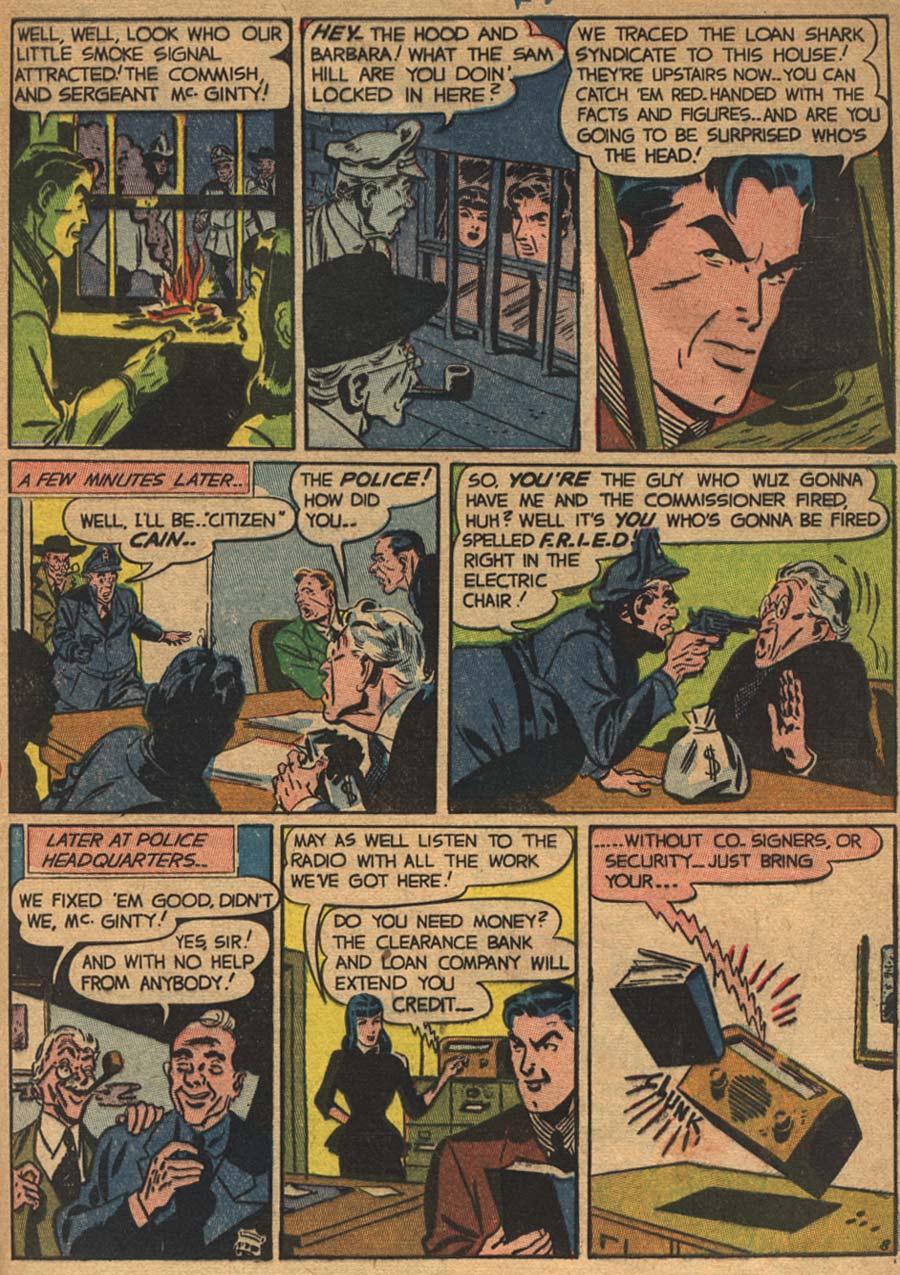 WELL, WELL, LOOK WHO OUR
LITTLE SMOKE SIGNAL
ATTRACTED! THE COMMISH,
AND SERGEANT Mc. GINTY!
HEY- THE HOOD AND
BARBARA! WHAT THE SAM
HILL ARE YOU DOIN'
LOCKED IN HERE?
WE TRACED THE LOAN SHARK
SYNDICATE TO THIS HOUSE!
THEY'RE UPSTAIRS NOW..YOU CAN
CATCH 'EM RED-HANDED WITH THE
FACTS AND FIGURES..AND ARE YOU
GOING TO BE SURPRISED WHO'S
THE HEAD!
A FEW MINUTES LATER..
WELL, I'LL BE.."CITIZEN"
CAIN..
THE POLICE!
HOW DID
YOU..
SO, YOU'RE THE GUY WHO WUZ GONNA
HAVE ME AND THE COMMISSIONER FIRED,
HUH? WELL IT'S YOU WHO'S GONNA BE FIRED
SPELLED F.R.I.E.D!
RIGHT IN THE
ELECTRIC
CHAIR!
$
LATER AT POLICE
HEADQUARTERS..
WE FIXED 'EM GOOD, DIDN'T
WE, Mc. GINTY!
YES, SIR!
AND WITH NO HELP
FROM ANYBODY!
MAY AS WELL LISTEN TO THE
RADIO WITH ALL THE WORK
WE'VE GOT HERE!
DO YOU NEED MONEY?
THE CLEARANCE BANK
AND LOAN COMPANY WILL
EXTEND YOU
CREDIT....
.....WITHOUT CO-SIGNERS, OR
SECURITY...JUST BRING
YOUR....
THUNK
8